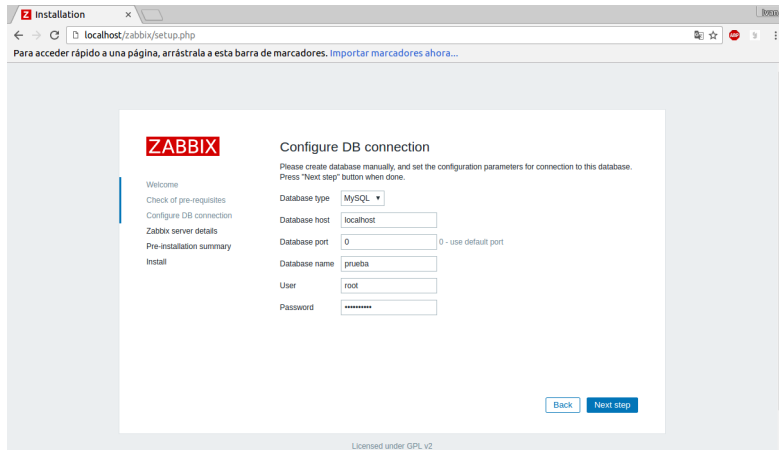 Installation
Ivan
localhost/zabbix/setup.php
ABP
Para acceder rápido a una página, arrástrala a esta barra de marcadores. Importar marcadores ahora...
ZABBIX
Welcome
Check of pre-requisites
Configure DB connection
Zabbix server details
Pre-installation summary
Install
Configure DB connection
Please create database manually, and set the configuration parameters for connection to this database.
Press "Next step" button when done.
Database type MySQL
Database host localhost
Database port 0 0 - use default port
Database name prueba
User root
Password ••••••••••
Back Next step
Licensed under GPL v2